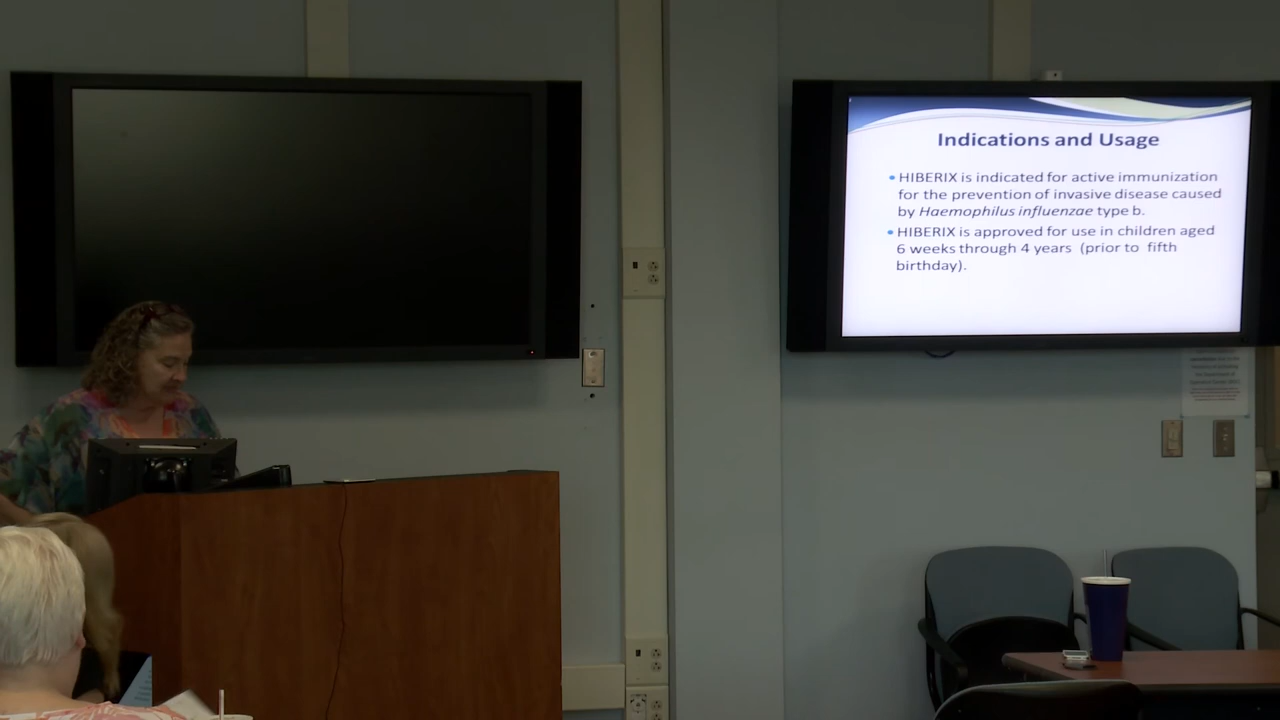 Indications and Usage
• HIBERIX is indicated for active immunization
for the prevention of invasive disease caused
by Haemophilus influenzae type b.
• HIBERIX is approved for use in children aged
6 weeks through 4 years (prior to fifth
birthday).